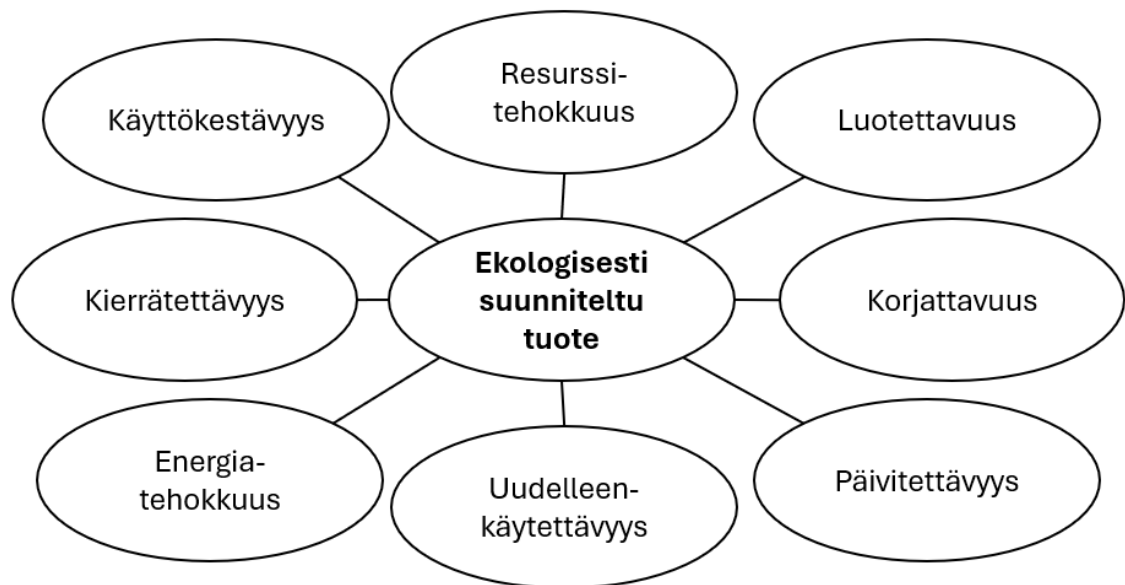 Resurssi-
tehokkuus
Käyttökestävyys
Luotettavuus
Kierrätettävyys
Ekologisesti
suunniteltu
tuote
Korjattavuus
Energia-
tehokkuus
Uudelleen-
käytettävyys
Päivitettävyys